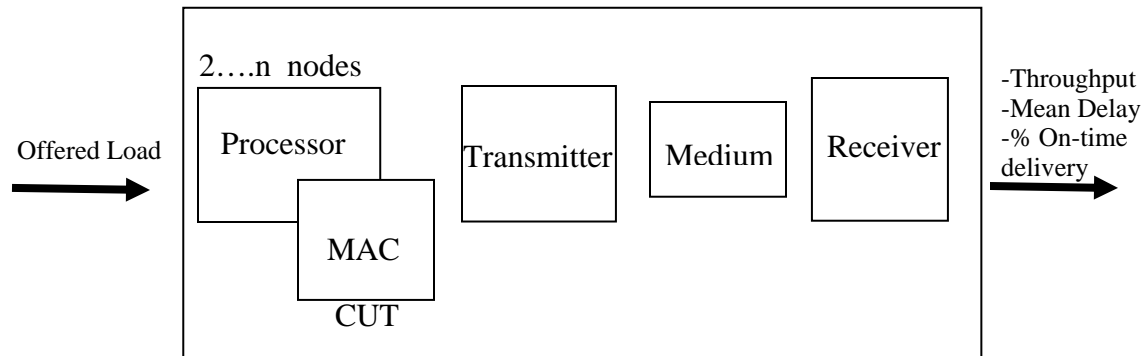 Offered Load
2….n nodes
Processor
MAC
CUT
Transmitter
Medium
Receiver
-Throughput
-Mean Delay
-% On-time
delivery